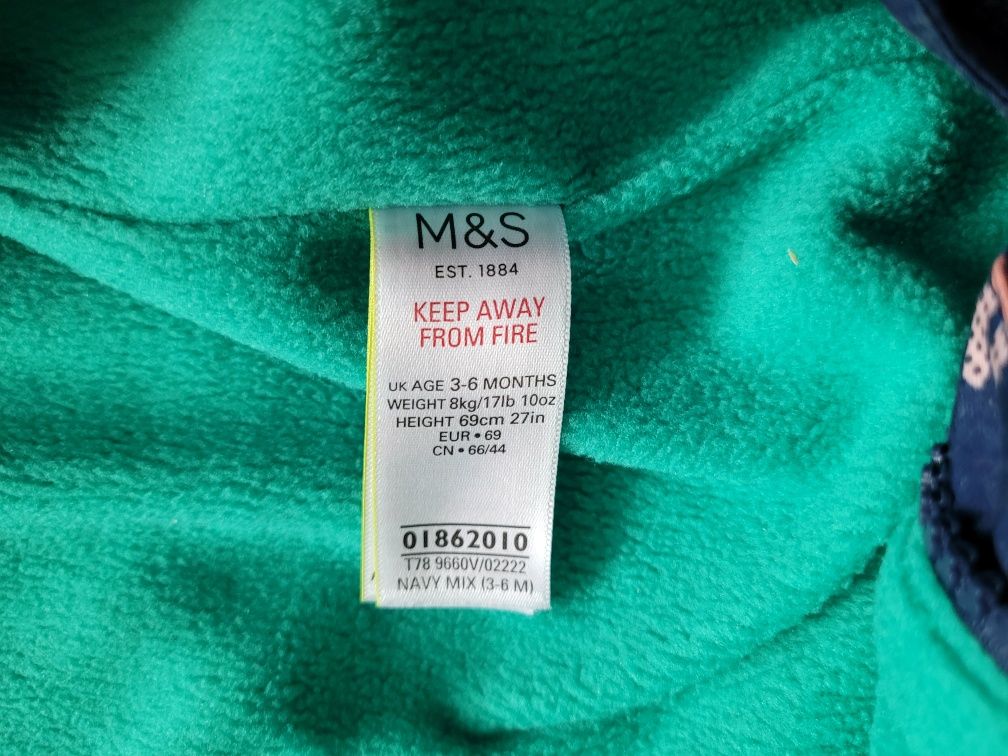 M&S
EST. 1884
KEEP AWAY
FROM FIRE
UK AGE 3-6 MONTHS
WEIGHT 8kg/17lb 10oz
HEIGHT 69cm 27in
EUR • 69
CN • 66/44
01862010
T78 9660V/02222
NAVY MIX (3-6 M)